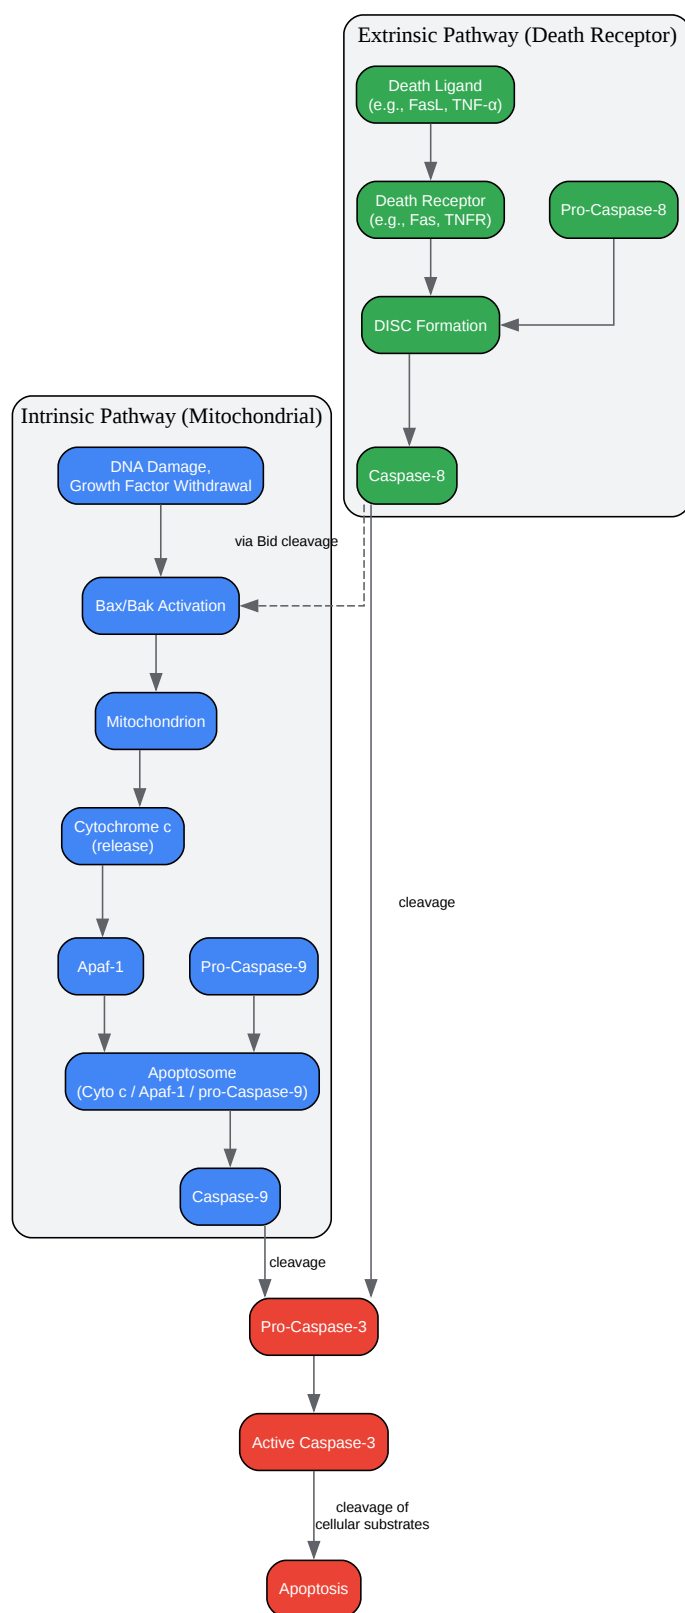 Extrinsic Pathway (Death Receptor)
Death Ligand
(e.g., FasL, TNF-α)
Death Receptor
(e.g., Fas, TNFR)
Pro-Caspase-8
DISC Formation
Caspase-8
Intrinsic Pathway (Mitochondrial)
DNA Damage,
Growth Factor Withdrawal
via Bid cleavage
Bax/Bak Activation
Mitochondrion
Cytochrome c
(release)
cleavage
Apaf-1
Pro-Caspase-9
Apoptosome
(Cyto c / Apaf-1 / pro-Caspase-9)
Caspase-9
cleavage
Pro-Caspase-3
Active Caspase-3
cleavage of
cellular substrates
Apoptosis